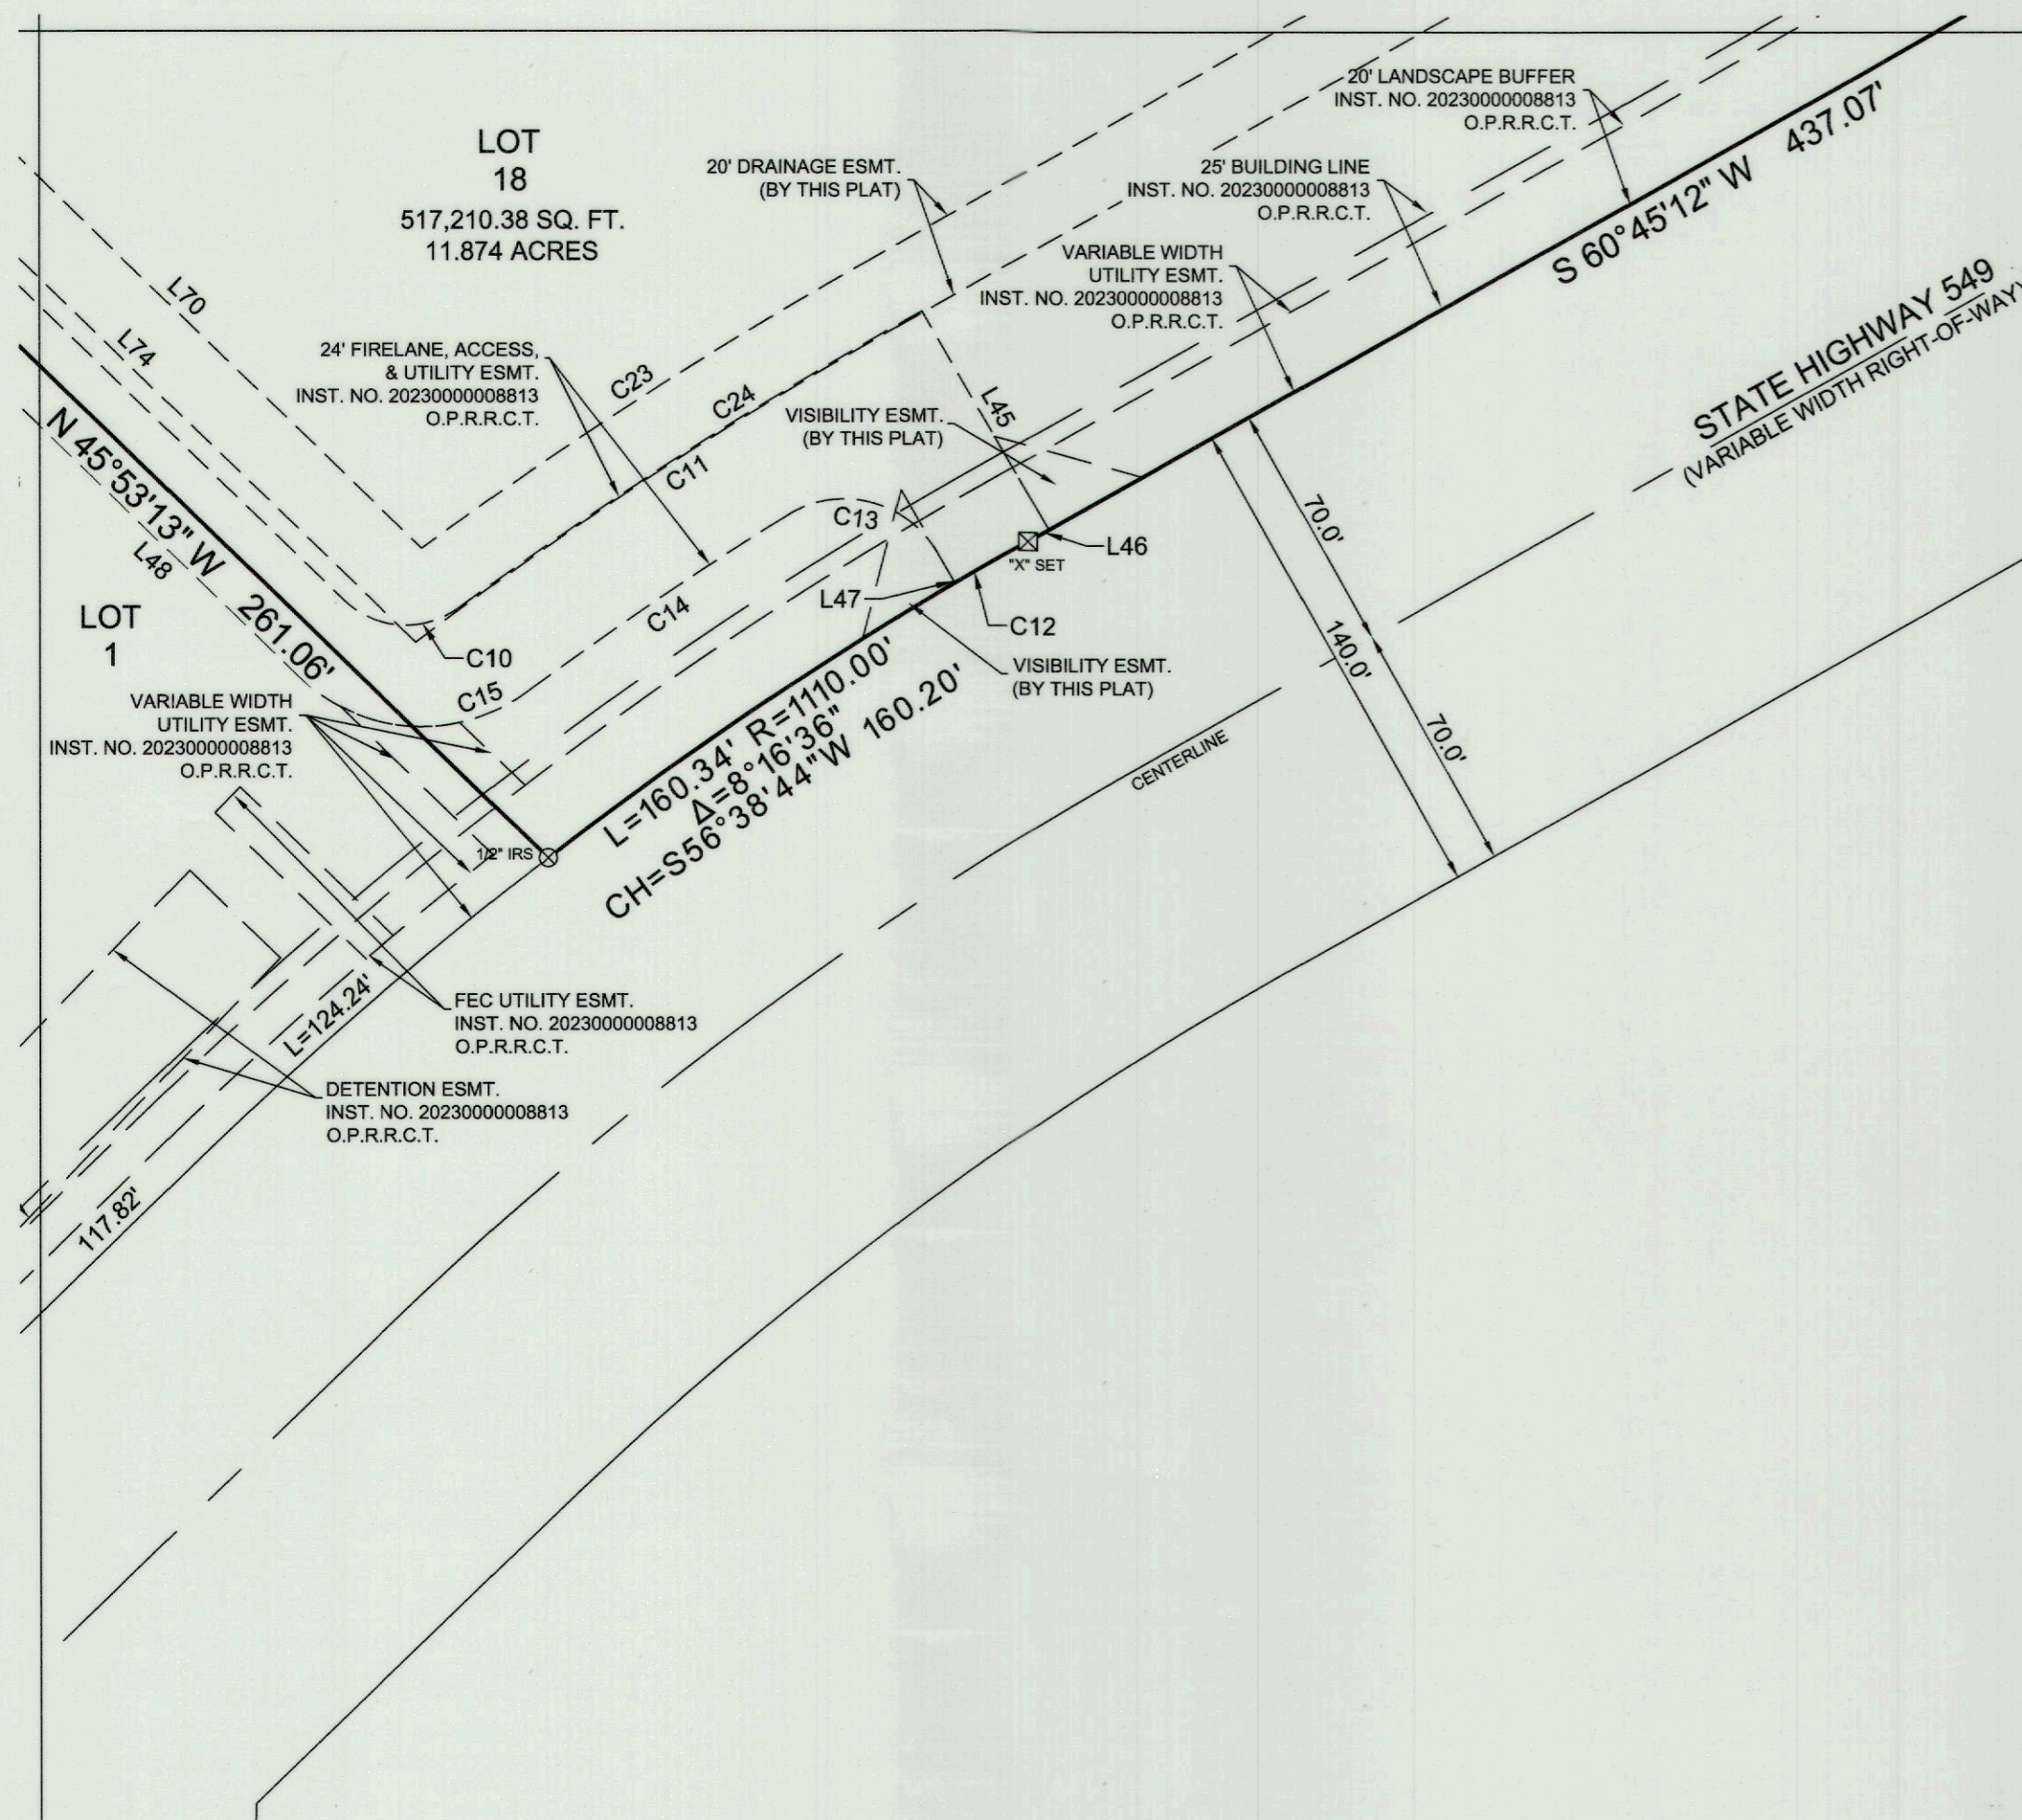 20' LANDSCAPE BUFFER
INST. NO. 20230000008813
O.P.R.R.C.T.
437.07'
LOT
18
517,210.38 SQ. FT.
11.874 ACRES
20' DRAINAGE ESMT.
(BY THIS PLAT)
25' BUILDING LINE
INST. NO. 20230000008813
O.P.R.R.C.T.
S 60°45'12" W
VARIABLE WIDTH
UTILITY ESMT.
INST. NO. 20230000008813
O.P.R.R.C.T.
STATE HIGHWAY 549
(VARIABLE WIDTH RIGHT-OF-WAY)
L70
L74
24' FIRELANE, ACCESS,
& UTILITY ESMT.
INST. NO. 20230000008813
O.P.R.R.C.T.
C23
C24
C11
L45
VISIBILITY ESMT.
(BY THIS PLAT)
N 45°53'13" W
261.06'
L48
C13
L46
"X" SET
70.0'
140.0'
70.0'
LOT
1
L47
C14
C12
C10
C15
VISIBILITY ESMT.
(BY THIS PLAT)
VARIABLE WIDTH
UTILITY ESMT.
INST. NO. 20230000008813
O.P.R.R.C.T.
L=160.34' R=1110.00'
Δ=8°16'36"
CH=S56°38'44"W 160.20'
CENTERLINE
1/2" IRS
FEC UTILITY ESMT.
INST. NO. 20230000008813
O.P.R.R.C.T.
L=124.24'
DETENTION ESMT.
INST. NO. 20230000008813
O.P.R.R.C.T.
117.82'